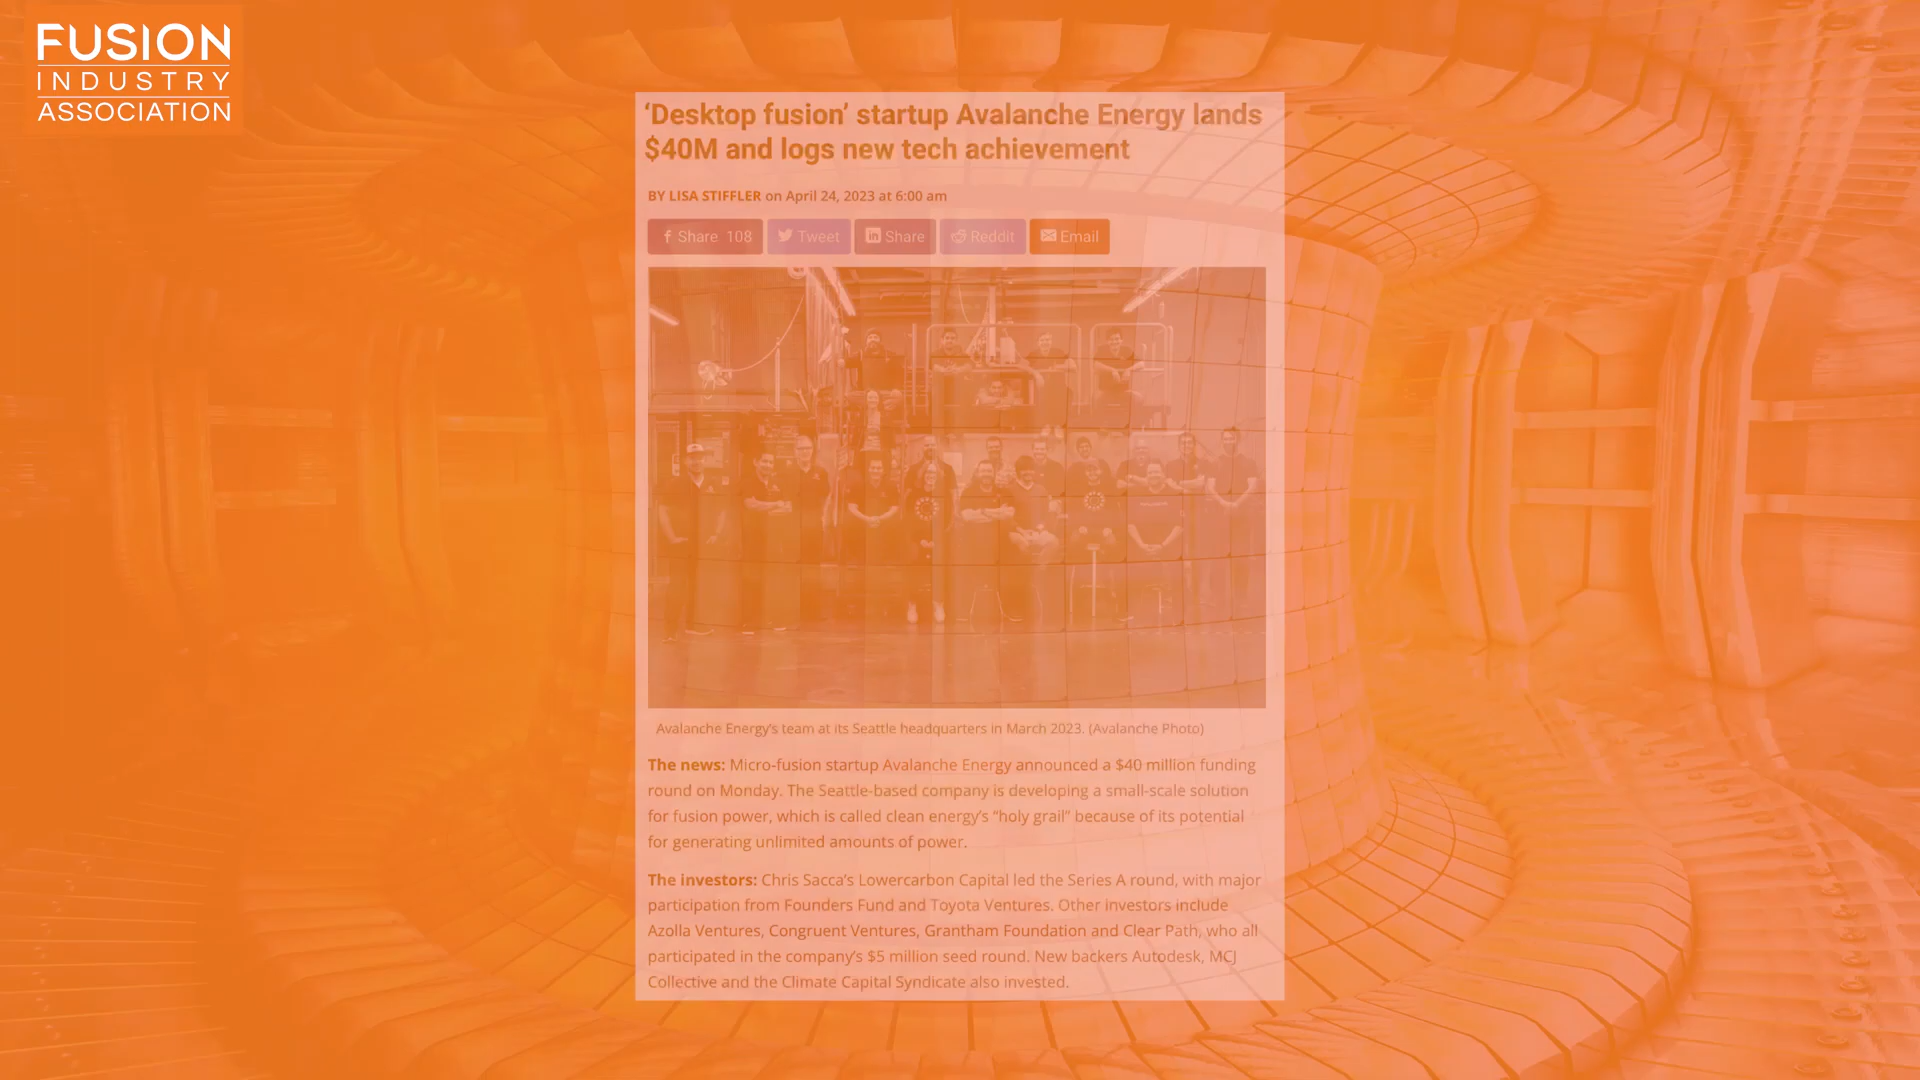 FUSION
INDUSTRY
ASSOCIATION
‘Desktop fusion’ startup Avalanche Energy lands
$40M and logs new tech achievement
BY LISA STIFFLER on April 24, 2023 at 6:00 am
Share 108 Tweet Share Reddit Email
Avalanche Energy’s team at its Seattle headquarters in March 2023. (Avalanche Photo)
The news: Micro-fusion startup Avalanche Energy announced a $40 million funding
round on Monday. The Seattle-based company is developing a small-scale solution
for fusion power, which is called clean energy’s “holy grail” because of its potential
for generating unlimited amounts of power.
The investors: Chris Sacca’s Lowercarbon Capital led the Series A round, with major
participation from Founders Fund and Toyota Ventures. Other investors include
Azolla Ventures, Congruent Ventures, Grantham Foundation and Clear Path, who all
participated in the company’s $5 million seed round. New backers Autodesk, MCJ
Collective and the Climate Capital Syndicate also invested.